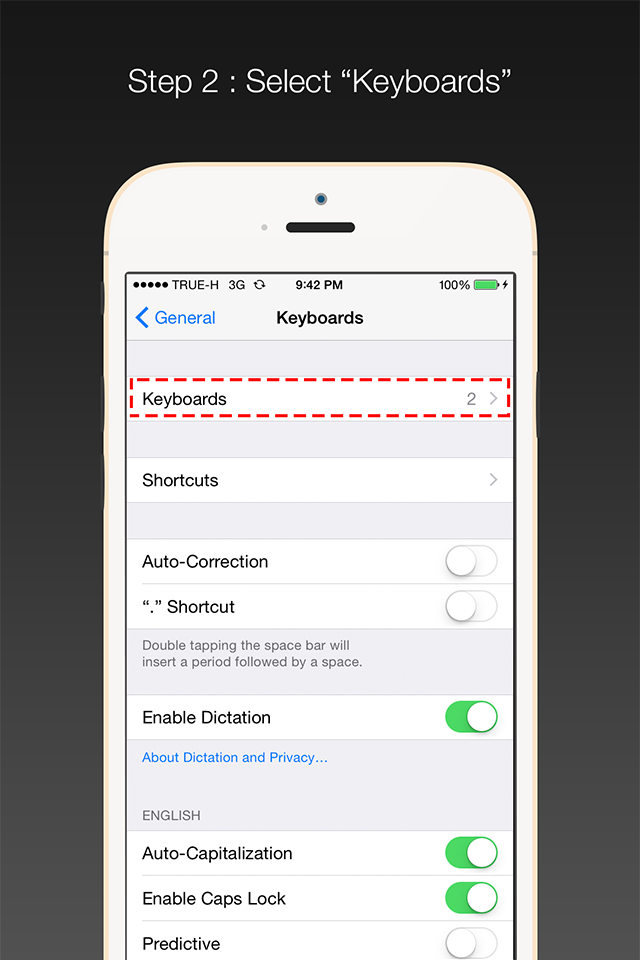 Step 2 : Select “Keyboards”
TRUE-H 3G 9:42 PM 100%
General Keyboards
Keyboards 2
Shortcuts
Auto-Correction
“.” Shortcut
Double tapping the space bar will
insert a period followed by a space.
Enable Dictation
About Dictation and Privacy…
ENGLISH
Auto-Capitalization
Enable Caps Lock
Predictive